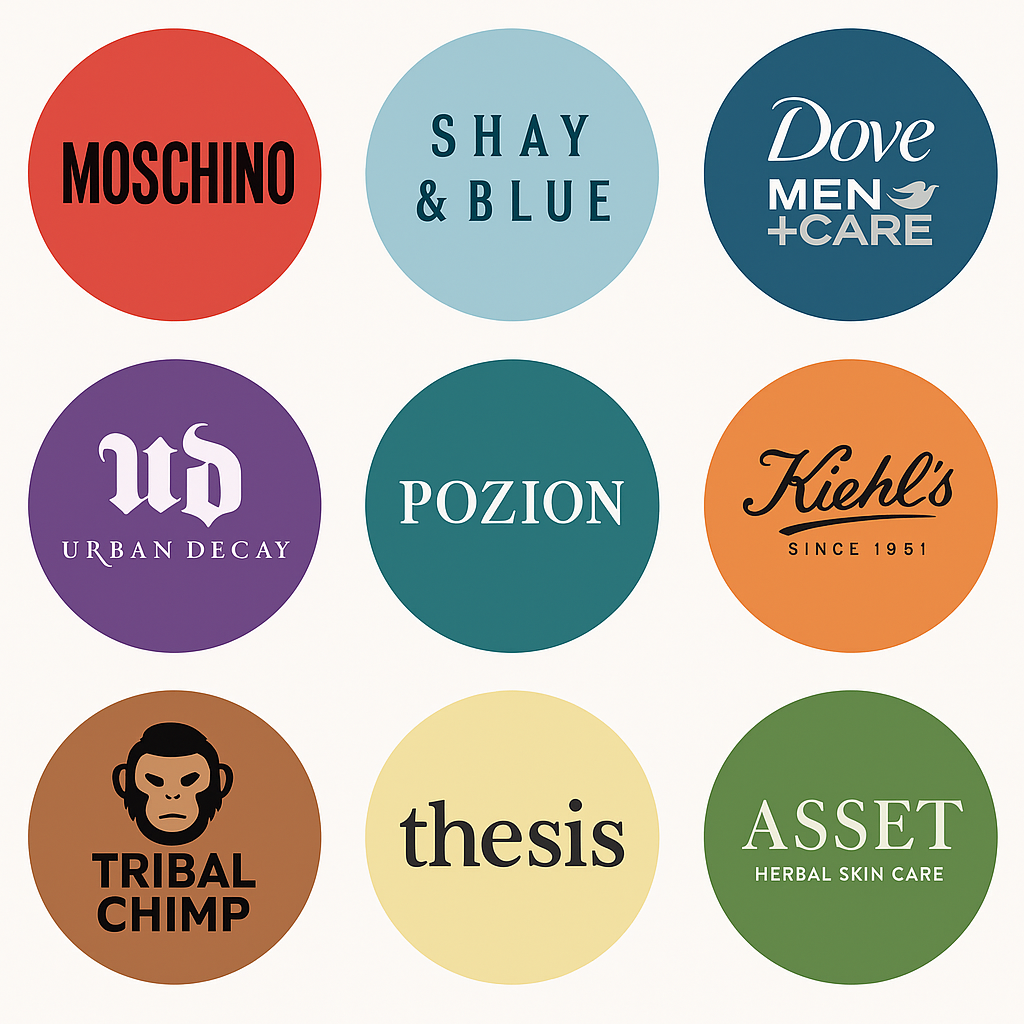 MOSCHINO
SHAY
& BLUE
Dove
MEN
+CARE
ud
URBAN DECAY
POZION
Kiehl's
SINCE 1951
TRIBAL
CHIMP
thesis
ASSET
HERBAL SKIN CARE